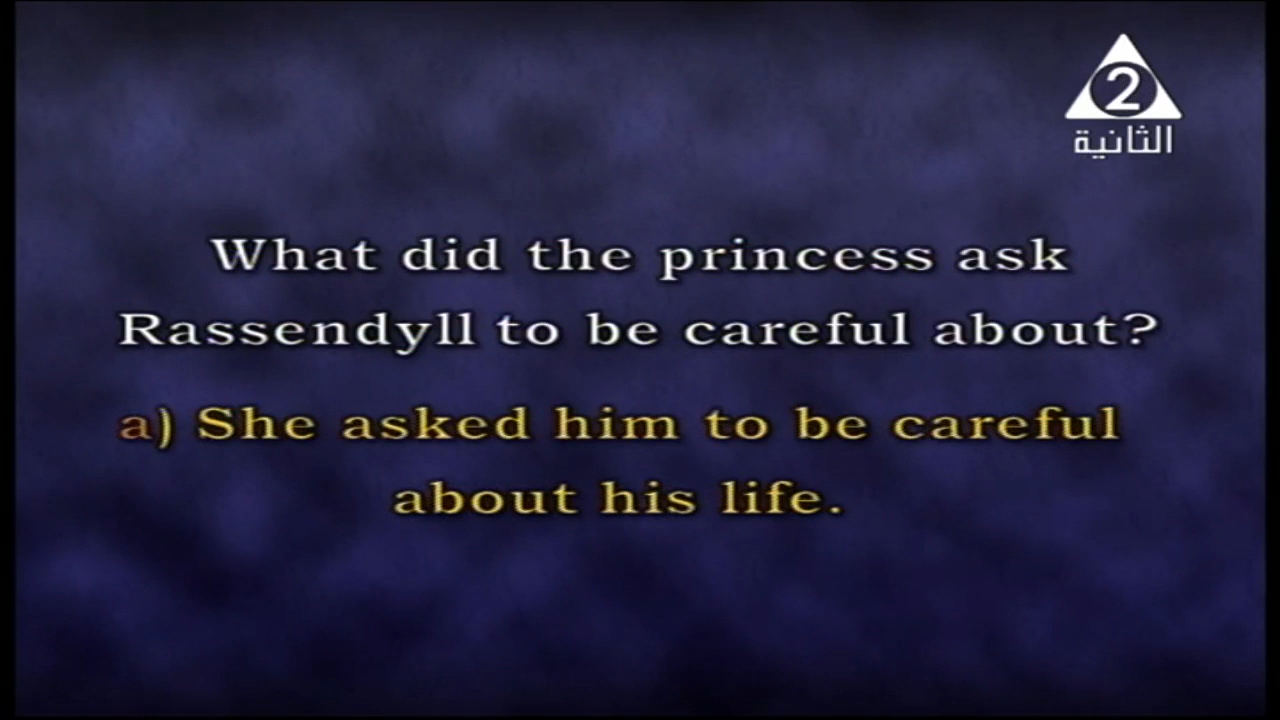 2
الثانية
What did the princess ask
Rassendyll to be careful about?
a) She asked him to be careful
about his life.